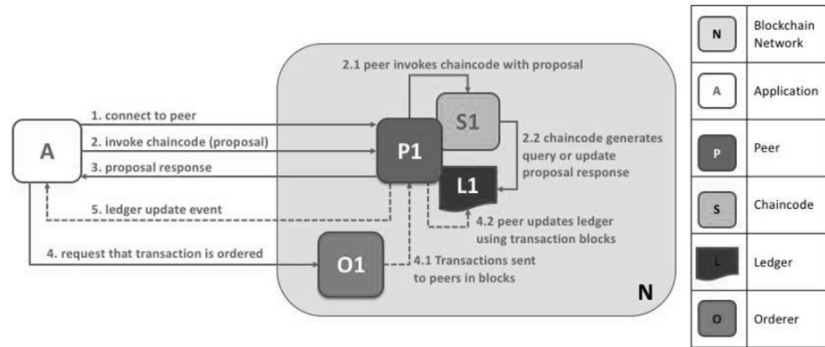 2.1 peer invokes chaincode with proposal
1. connect to peer
2. invoke chaincode (proposal)
3. proposal response
5. ledger update event
4. request that transaction is ordered
A
P1
S1
L1
O1
2.2 chaincode generates
query or update
proposal response
4.2 peer updates ledger
using transaction blocks
4.1 Transactions sent
to peers in blocks
N
N
Blockchain
Network
A
Application
P
Peer
S
Chaincode
L
Ledger
O
Orderer